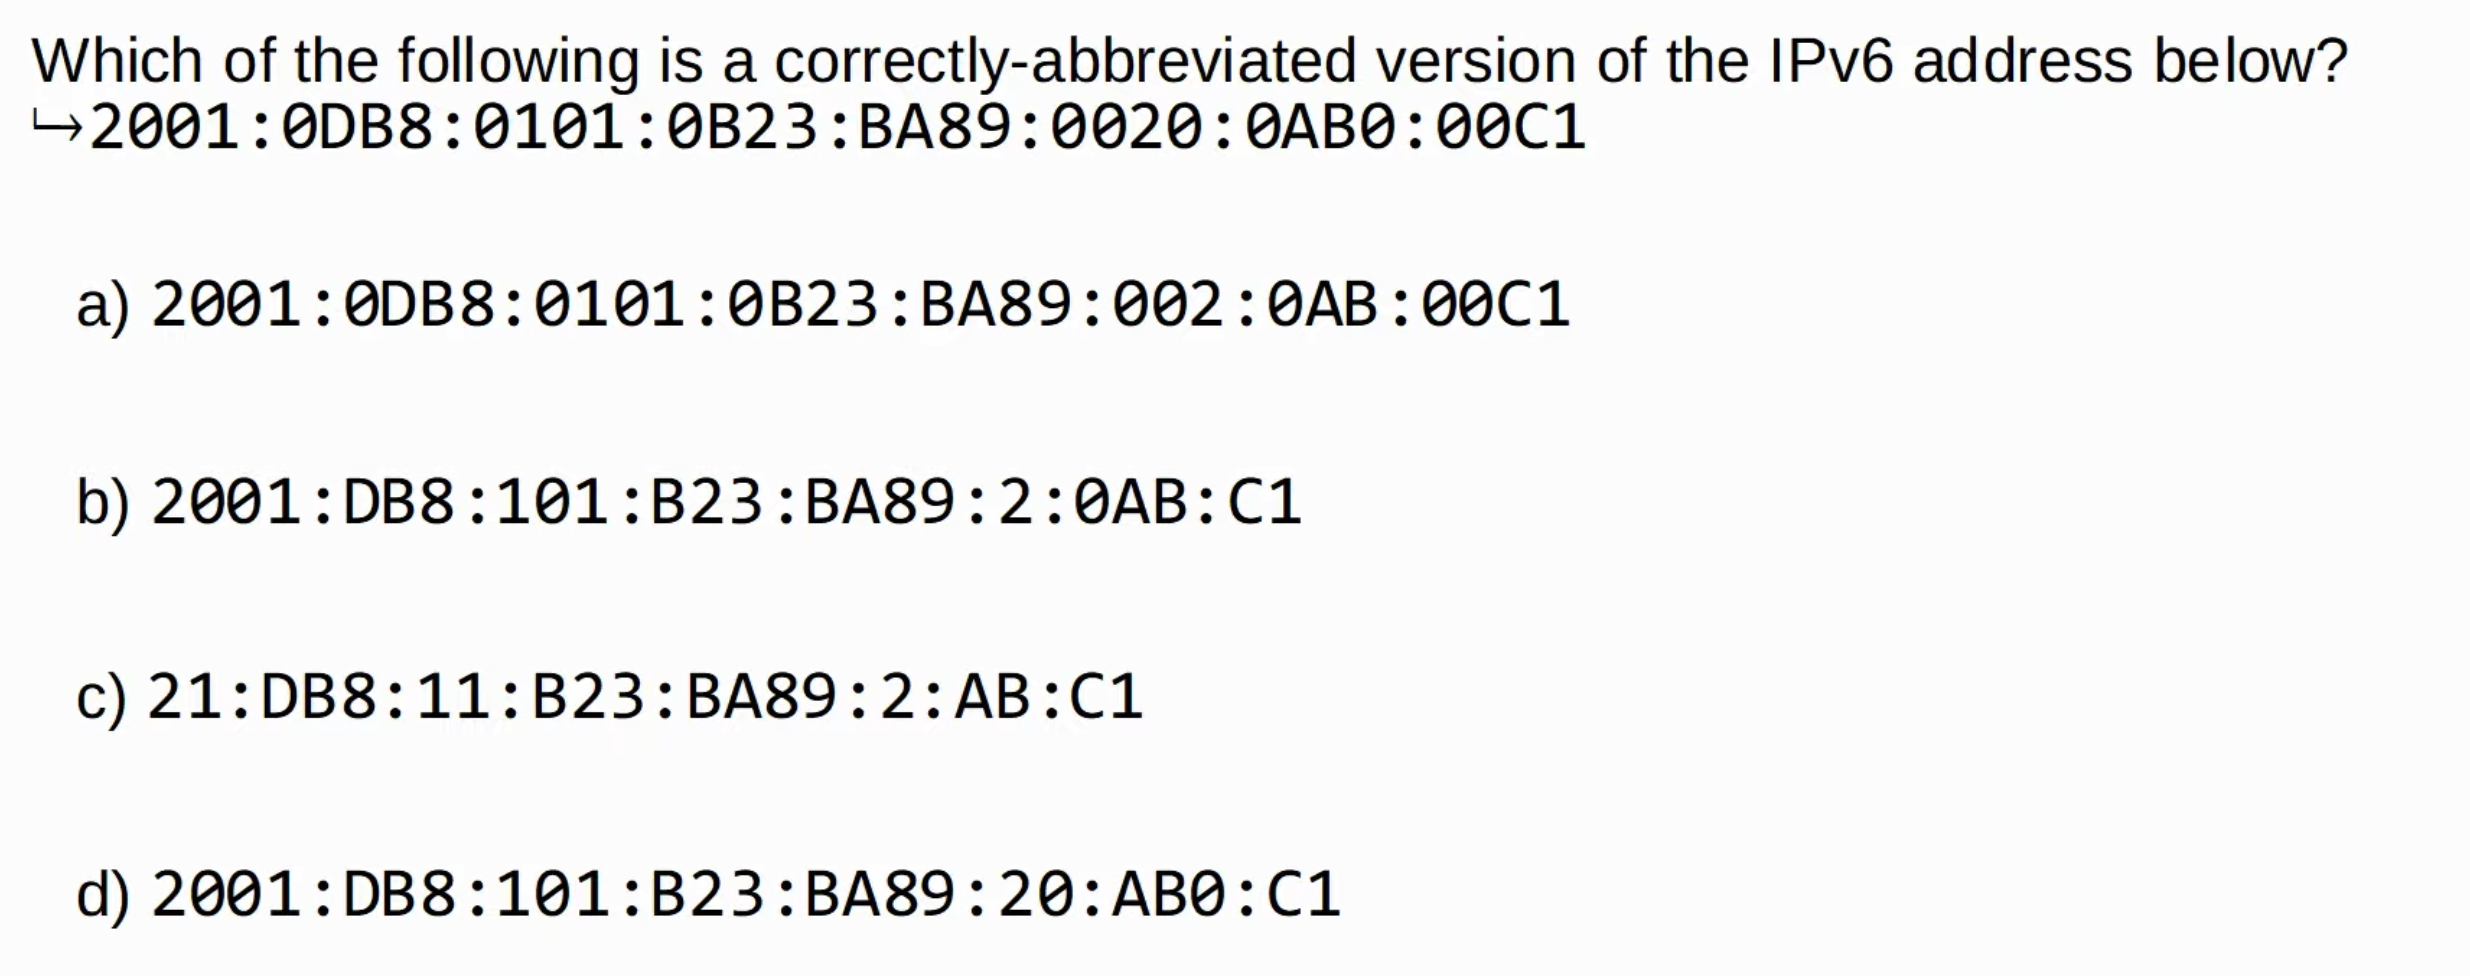 Which of the following is a correctly-abbreviated version of the IPv6 address below?
↪2001:0DB8:0101:0B23:BA89:0020:0AB0:00C1
a) 2001:0DB8:0101:0B23:BA89:002:0AB:00C1
b) 2001:DB8:101:B23:BA89:2:0AB:C1
c) 21:DB8:11:B23:BA89:2:AB:C1
d) 2001:DB8:101:B23:BA89:20:AB0:C1